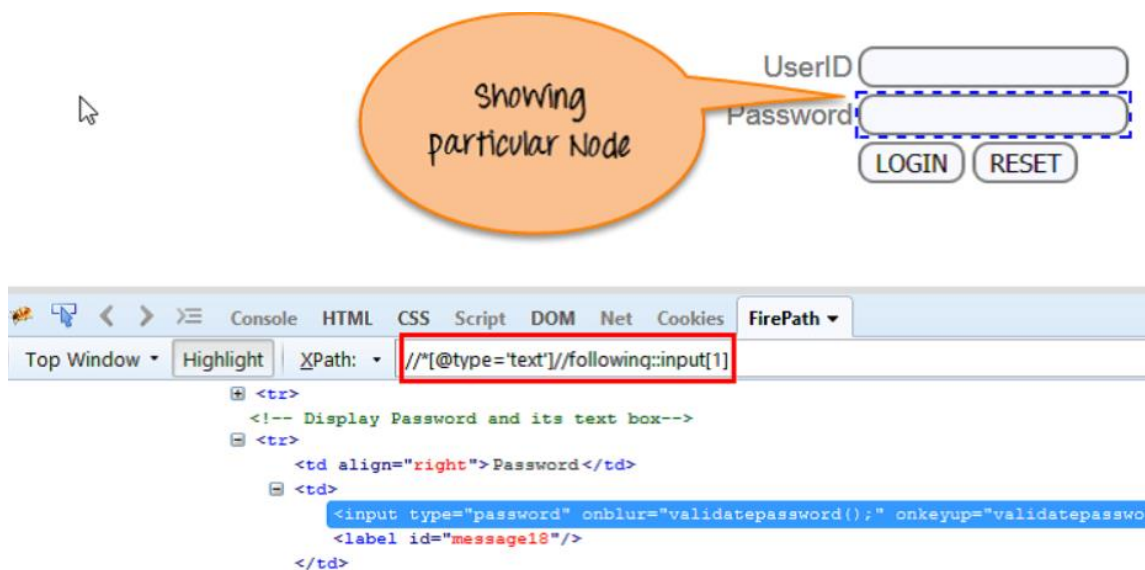 Showing
particular Node
UserID
Password
LOGIN RESET
Console HTML CSS Script DOM Net Cookies FirePath
Top Window Highlight XPath: //*[@type='text']//following::input[1]
<tr>
<!-- Display Password and its text box-->
<tr>
<td align="right">Password</td>
<td>
<input type="password" onblur="validatepassword();" onkeyup="validatepasswo
<label id="message18"/>
</td>